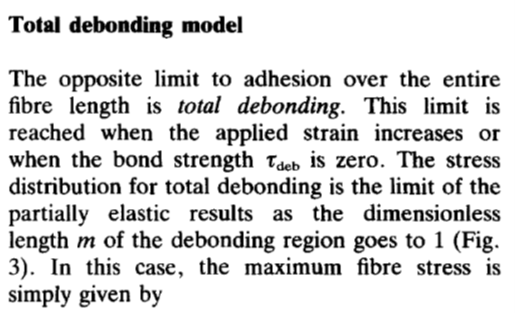 Total debonding model
The opposite limit to adhesion over the entire
fibre length is total debonding. This limit is
reached when the applied strain increases or
when the bond strength τdeb is zero. The stress
distribution for total debonding is the limit of the
partially elastic results as the dimensionless
length m of the debonding region goes to 1 (Fig.
3). In this case, the maximum fibre stress is
simply given by